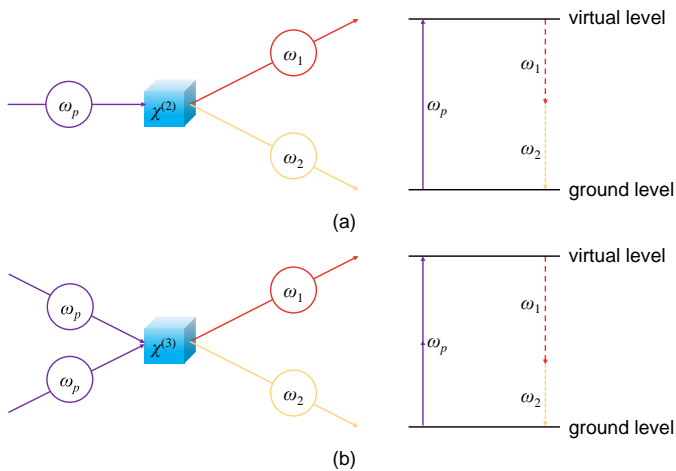 virtual level
ω₁
ωₚ
χ⁽²⁾
ωₚ
ω₁
ω₂
ω₂
ground level
(a)
virtual level
ω₁
ωₚ
ω₁
χ⁽³⁾
ωₚ
ωₚ
ω₂
ω₂
ground level
(b)